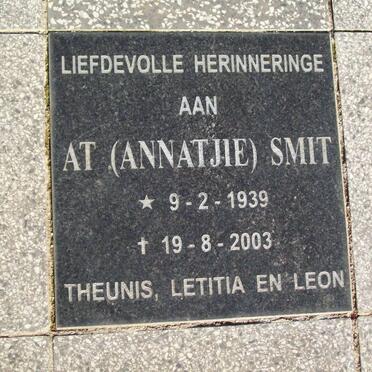 LIEFDEVOLLE HERINNERINGE
AAN
AT (ANNATJIE) SMIT
★ 9 - 2 - 1939
✝ 19 - 8 - 2003
THEUNIS, LETITIA EN LEON